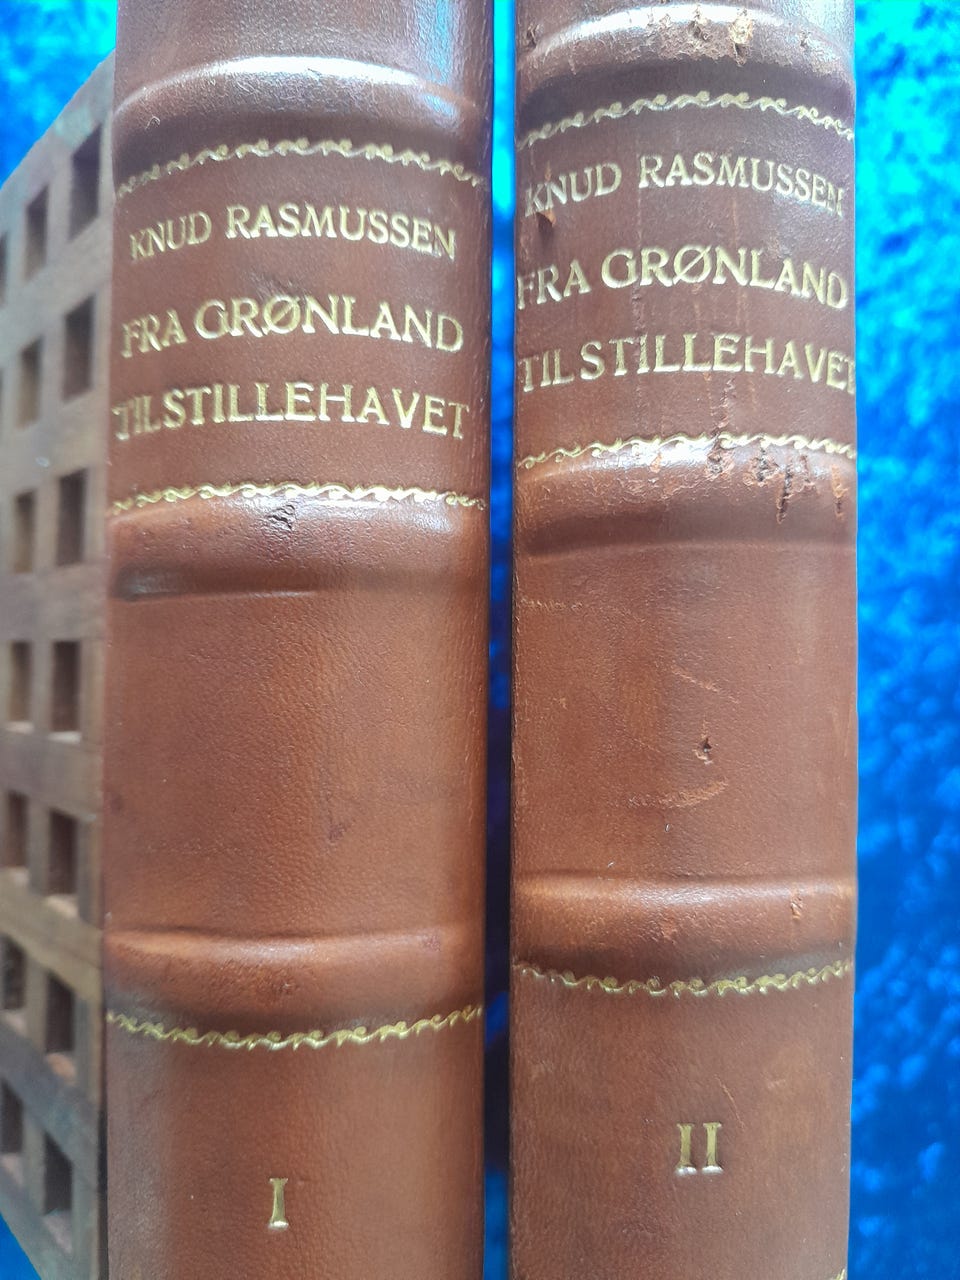 KNUD RASMUSSEN
FRA GRØNLAND
TIL STILLEHAVET
I
KNUD RASMUSSEN
FRA GRØNLAND
TIL STILLEHAVET
II